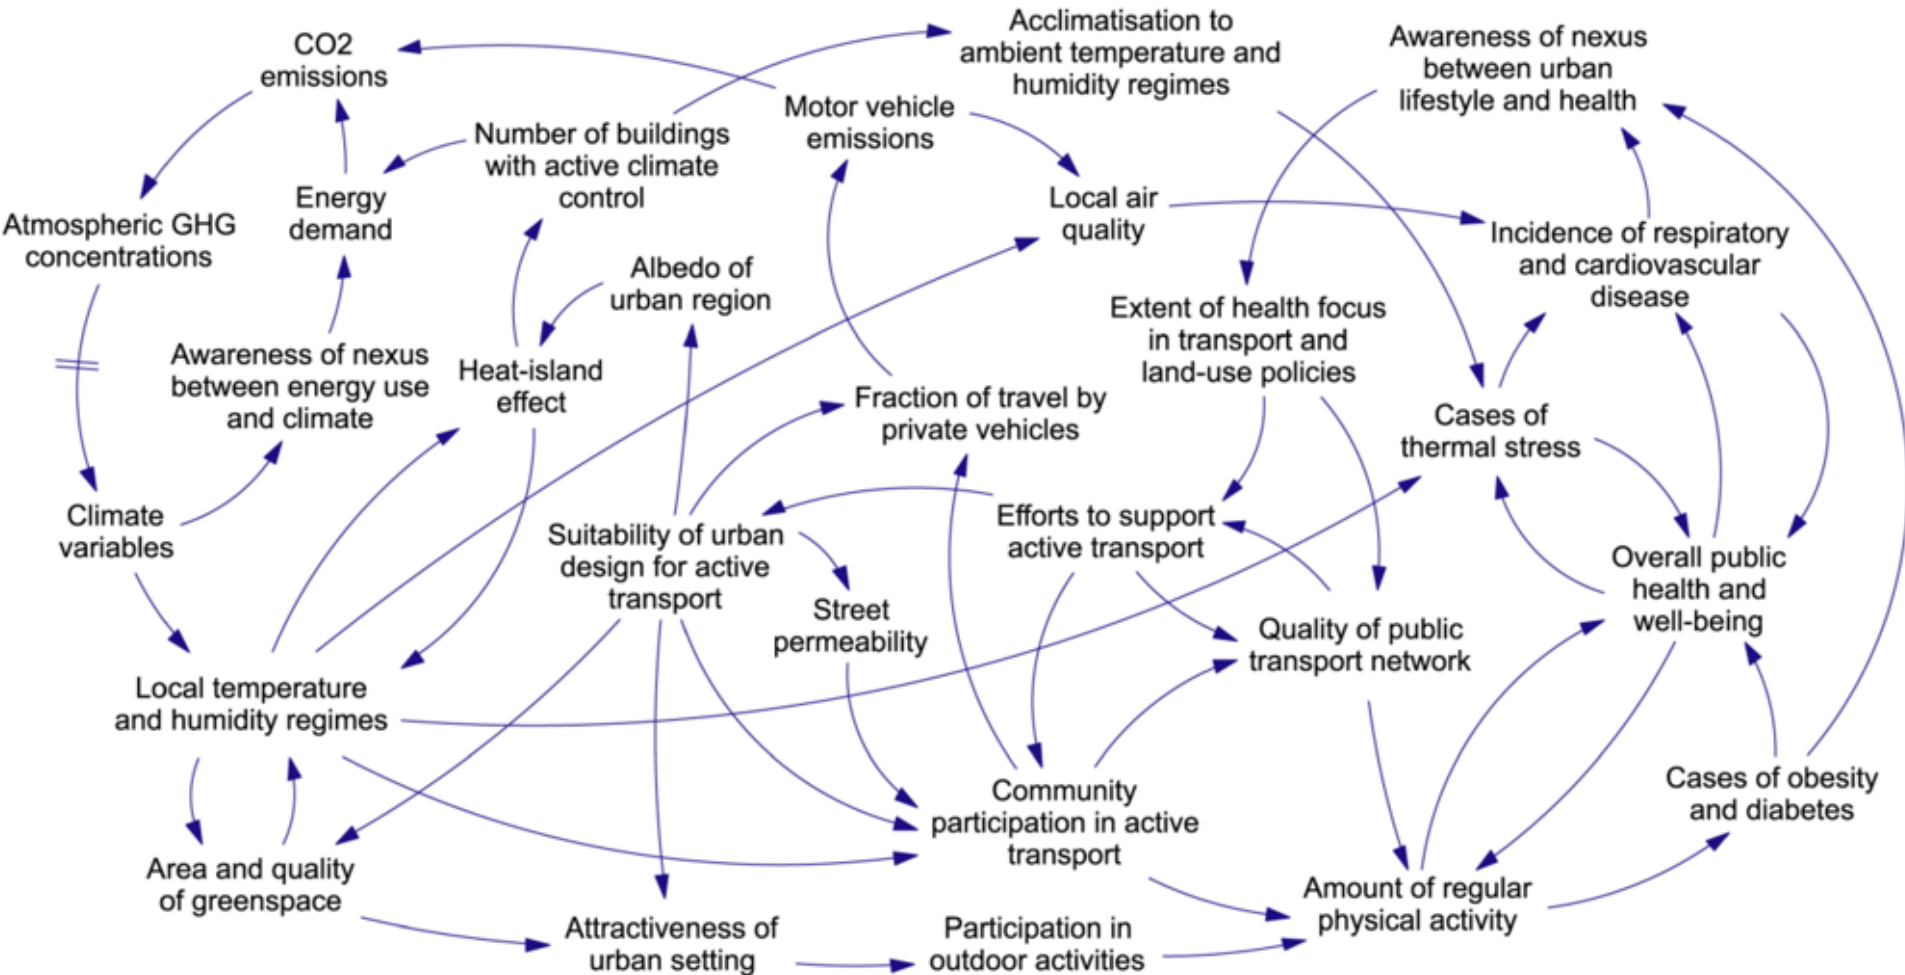 CO2
emissions
Acclimatisation to
ambient temperature and
humidity regimes
Awareness of nexus
between urban
lifestyle and health
Motor vehicle
emissions
Number of buildings
with active climate
control
Energy
demand
Atmospheric GHG
concentrations
Local air
quality
Incidence of respiratory
and cardiovascular
disease
Albedo of
urban region
Extent of health focus
in transport and
land-use policies
Awareness of nexus
between energy use
and climate
Heat-island
effect
Fraction of travel by
private vehicles
Cases of
thermal stress
Climate
variables
Suitability of urban
design for active
transport
Efforts to support
active transport
Overall public
health and
well-being
Street
permeability
Quality of public
transport network
Local temperature
and humidity regimes
Community
participation in active
transport
Cases of obesity
and diabetes
Area and quality
of greenspace
Amount of regular
physical activity
Attractiveness of
urban setting
Participation in
outdoor activities